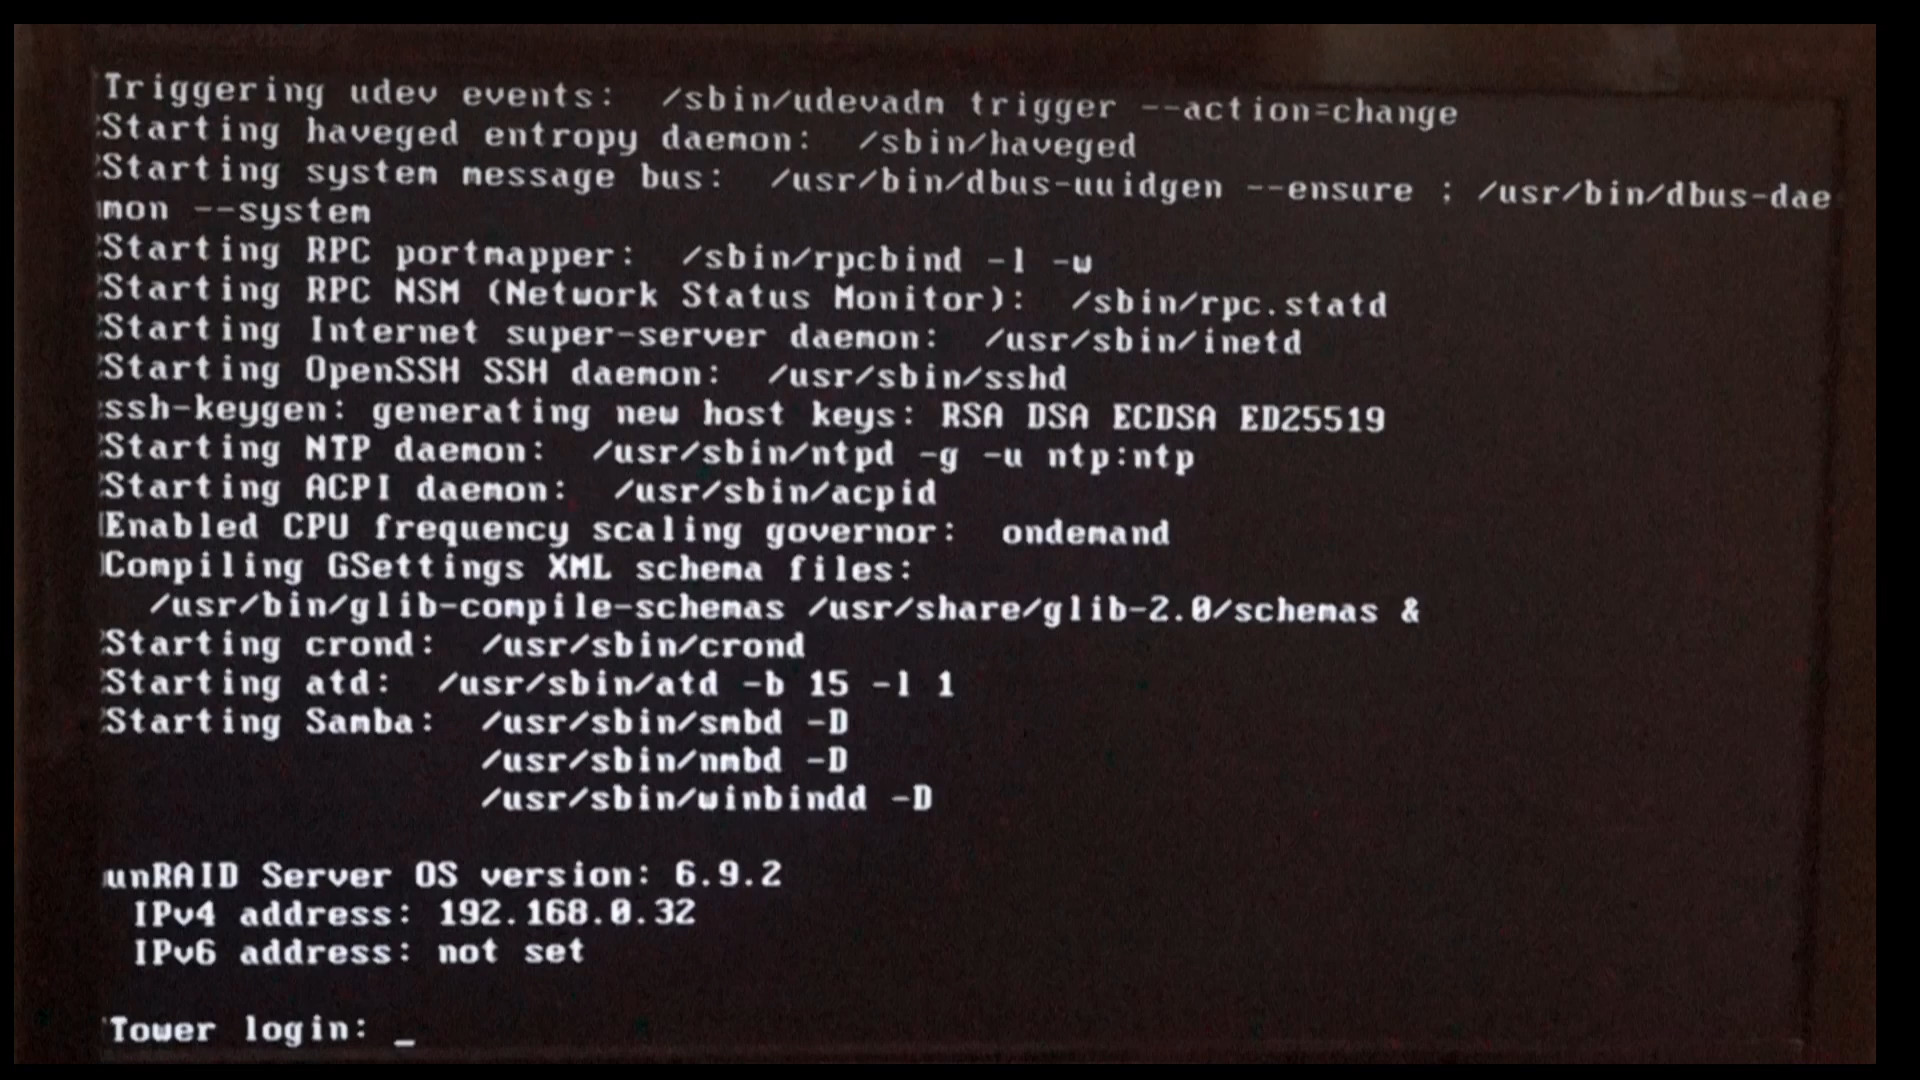 Triggering udev events:  /sbin/udevadm trigger --action=change
Starting haveged entropy daemon:  /sbin/haveged
Starting system message bus:  /usr/bin/dbus-uuidgen --ensure ; /usr/bin/dbus-dae
mon --system
Starting RPC portmapper:  /sbin/rpcbind -l -w
Starting RPC NSM (Network Status Monitor):  /sbin/rpc.statd
Starting Internet super-server daemon:  /usr/sbin/inetd
Starting OpenSSH SSH daemon:  /usr/sbin/sshd
ssh-keygen: generating new host keys: RSA DSA ECDSA ED25519
Starting NTP daemon:  /usr/sbin/ntpd -g -u ntp:ntp
Starting ACPI daemon:  /usr/sbin/acpid
Enabled CPU frequency scaling governor:  ondemand
Compiling GSettings XML schema files:
  /usr/bin/glib-compile-schemas /usr/share/glib-2.0/schemas &
Starting crond:  /usr/sbin/crond
Starting atd:  /usr/sbin/atd -b 15 -l 1
Starting Samba:  /usr/sbin/smbd -D
                 /usr/sbin/nmbd -D
                 /usr/sbin/winbindd -D
unRAID Server OS version: 6.9.2
 IPv4 address: 192.168.0.32
 IPv6 address: not set
Tower login: _